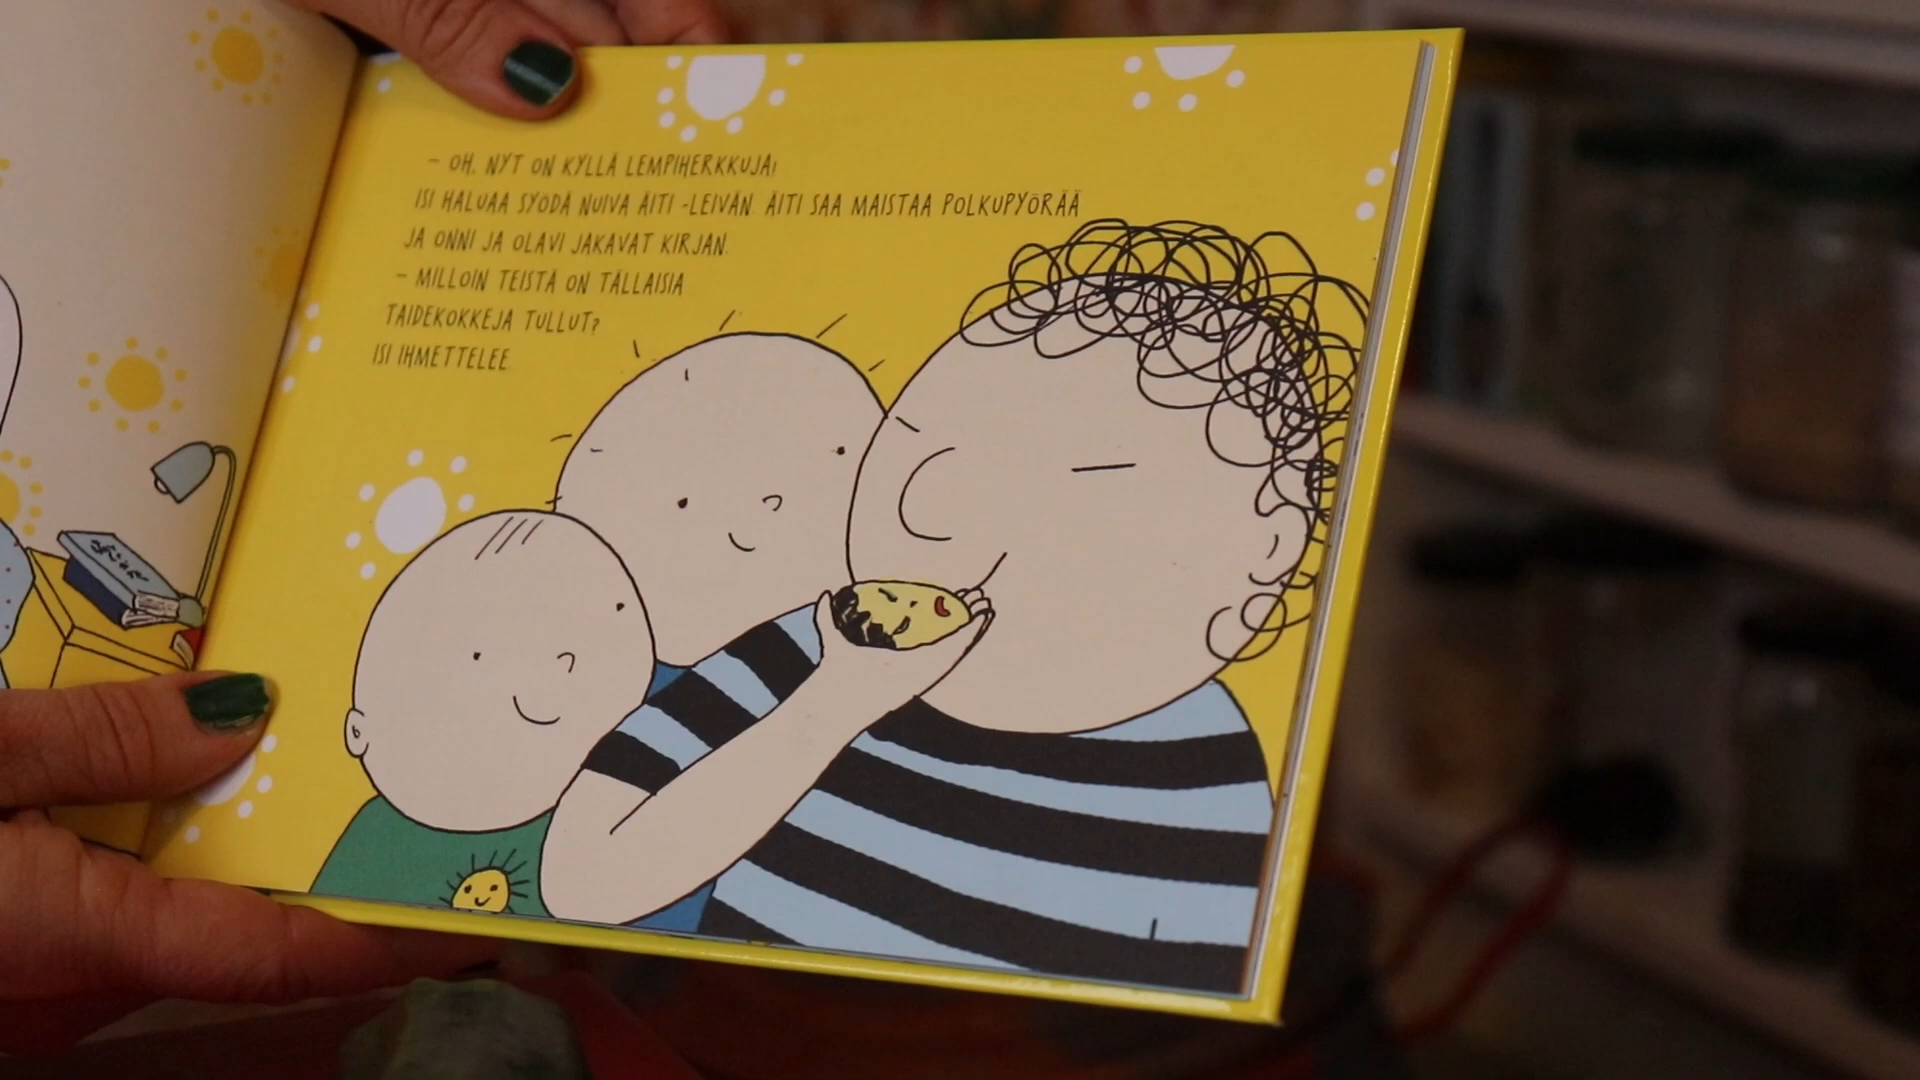 – OH, NYT ON KYLLÄ LEMPIHERKKUJA!
ISI HALUAA SYÖDÄ NUIVA ÄITI -LEIVÄN. ÄITI SAA MAISTAA POLKUPYÖRÄÄ
JA ONNI JA OLAVI JAKAVAT KIRJAN.
– MILLOIN TEISTÄ ON TÄLLAISIA
TAIDEKOKKEJA TULLUT?
ISI IHMETTELEE.